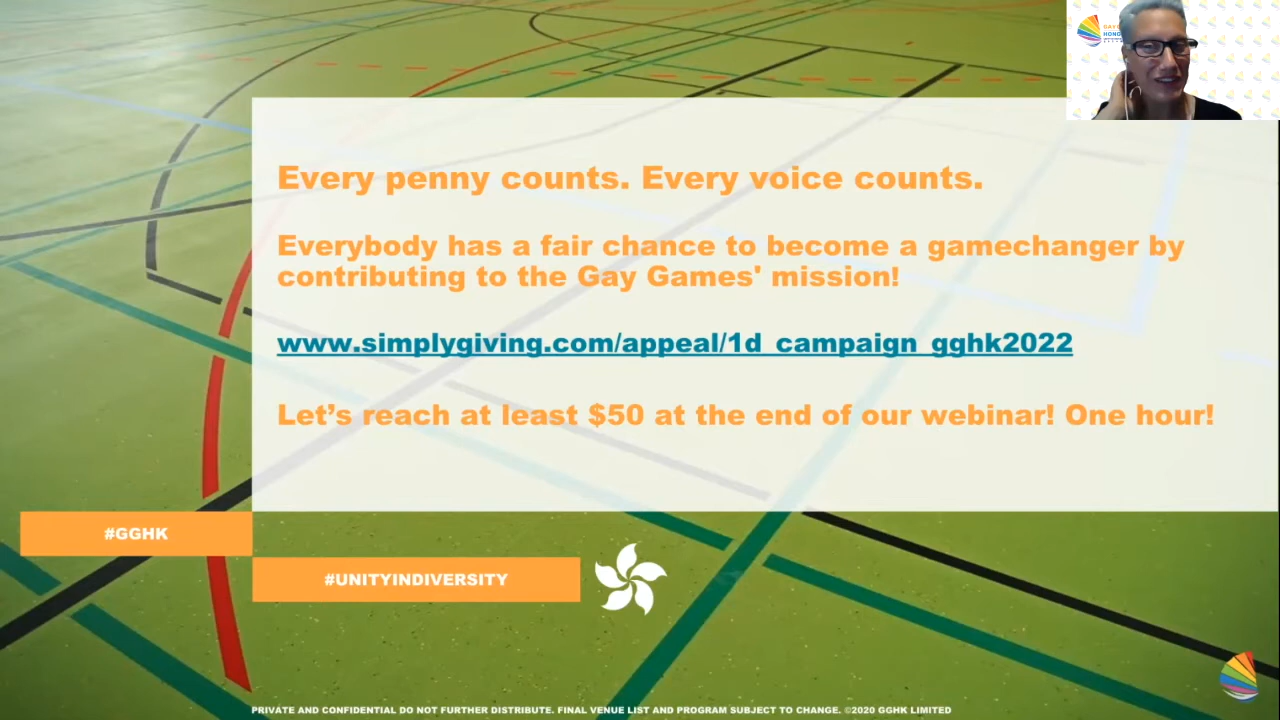 GAY
HONG
Every penny counts. Every voice counts.
Everybody has a fair chance to become a gamechanger by
contributing to the Gay Games' mission!
www.simplygiving.com/appeal/1d_campaign_gghk2022
Let’s reach at least $50 at the end of our webinar! One hour!
#GGHK
#UNITYINDIVERSITY
PRIVATE AND CONFIDENTIAL DO NOT FURTHER DISTRIBUTE. FINAL VENUE LIST AND PROGRAM SUBJECT TO CHANGE. ©2020 GGHK LIMITED